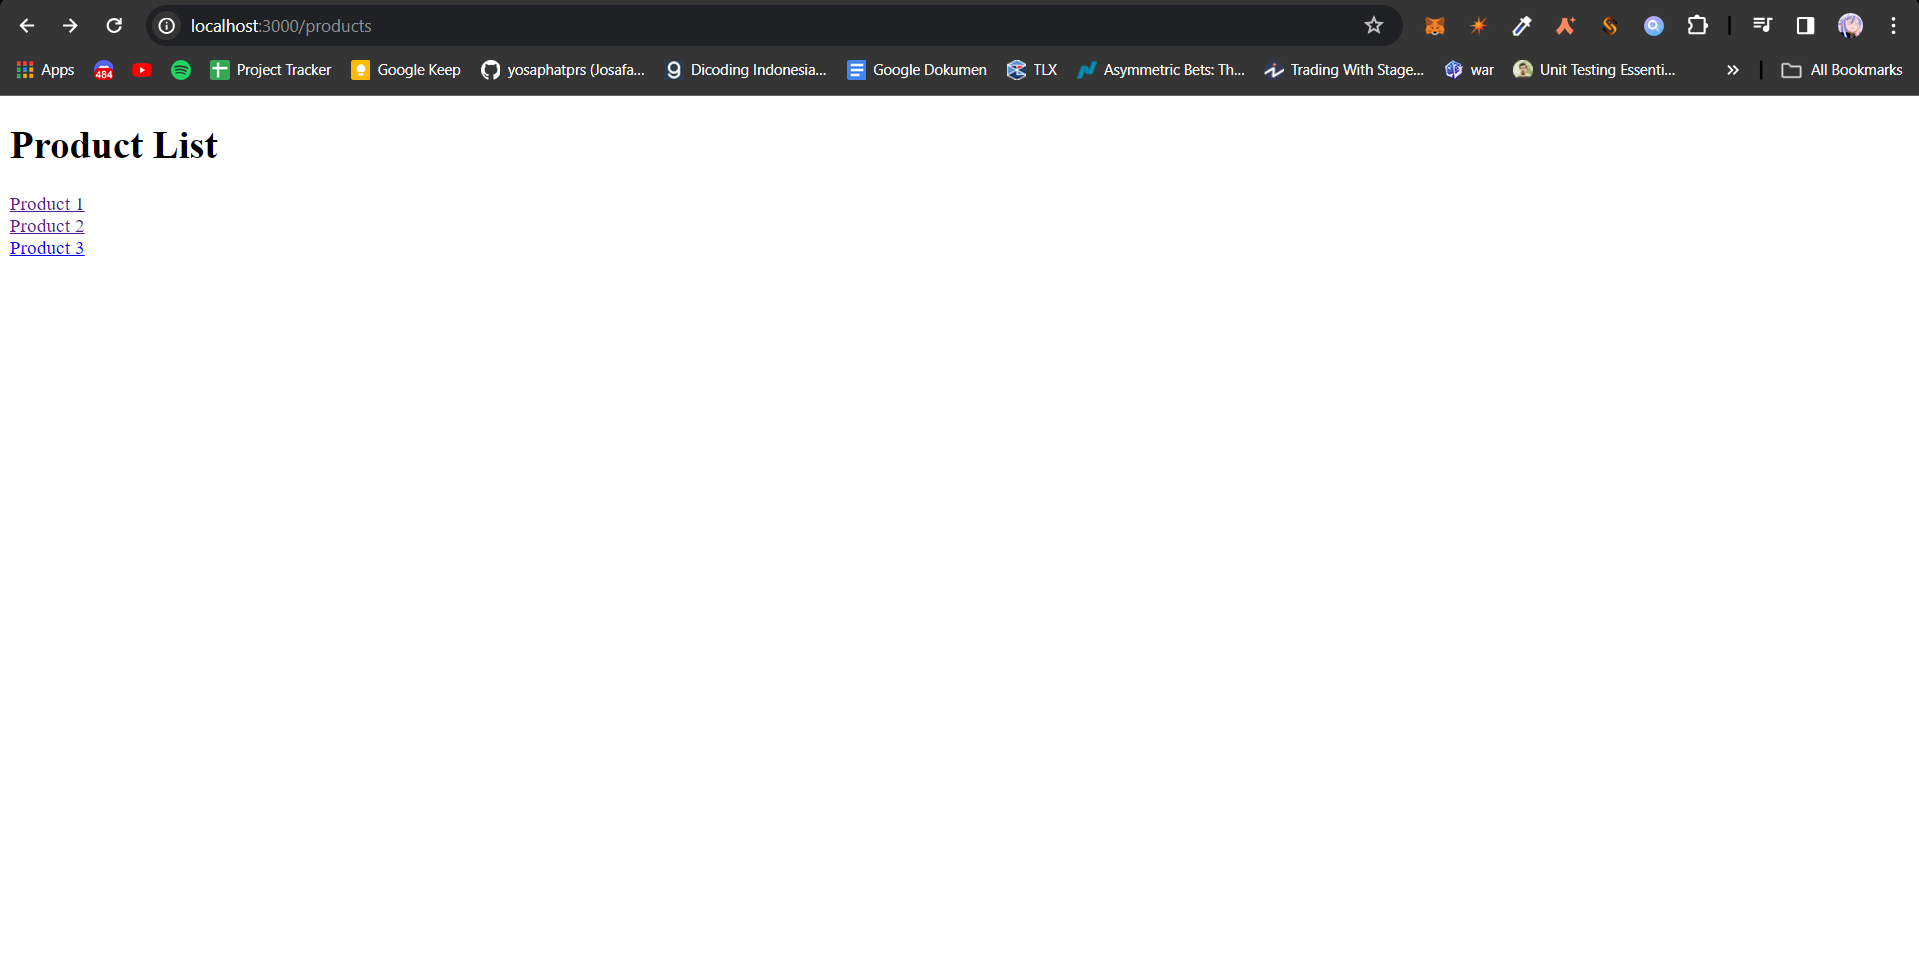 localhost:3000/products
Apps 484 Project Tracker Google Keep yosaphatprs (Josafa... Dicoding Indonesia... Google Dokumen TLX Asymmetric Bets: Th... Trading With Stage... war Unit Testing Essenti... » All Bookmarks
Product List
Product 1
Product 2
Product 3